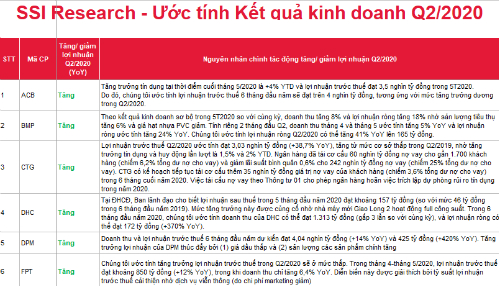 SSI Research - Ước tính Kết quả kinh doanh Q2/2020
STT
Mã CP
Tăng/ giảm
lợi nhuận
Q2/2020
(YoY)
Nguyên nhân chính tác động tăng/ giảm lợi nhuận Q2/2020
1
ACB
Tăng
Tăng trưởng tín dụng tại thời điểm cuối tháng 5/2020 là +4% YTD và lợi nhuận trước thuế đạt 3,5 nghìn tỷ đồng trong 5T2020.
Do đó, chúng tôi ước tính lợi nhuận trước thuế 6 tháng đầu năm sẽ đạt trên 4 nghìn tỷ đồng, tương ứng với mức tăng trưởng dương
trong Q2/2020.
2
BMP
Tăng
Theo kết quả kinh doanh sơ bộ trong 5T2020 so với cùng kỳ, doanh thu tăng 8% và lợi nhuận ròng tăng 18% nhờ sản lượng tiêu thụ
tăng 6% và giá hạt nhựa PVC giảm. Tính riêng 2 tháng đầu Q2, doanh thu tháng 4 và tháng 5 ước tính tăng 5% YoY và lợi nhuận
ròng ước tính tăng 24% YoY. Chúng tôi ước tính lợi nhuận ròng Q2/2020 có thể tăng 41% YoY lên 165 tỷ đồng.
3
CTG
Tăng
Lợi nhuận trước thuế Q2/2020 ước tính đạt 3,03 nghìn tỷ đồng (+38,7% YoY), tăng từ mức cơ sở thấp trong Q2/2019, nhờ tăng
trưởng tín dụng và huy động lần lượt là 1,5% và 2% YTD. Ngân hàng đã tái cơ cấu 80 nghìn tỷ đồng nợ vay cho gần 1.700 khách
hàng (chiếm 8,2% tổng dư nợ cho vay) và giảm lãi suất bình quân 0,6% cho 242 nghìn tỷ đồng nợ vay (chiếm 25% tổng dư nợ cho
vay). CTG có kế hoạch tiếp tục tái cơ cấu thêm 35 nghìn tỷ đồng giá trị nợ vay của khách hàng (chiếm 3,6% tổng dư nợ cho vay)
trong 6 tháng cuối năm 2020. Việc tái cấu nợ vay theo Thông tư 01 cho phép ngân hàng hoãn việc trích lập dự phòng rủi ro tín dụng
trong năm 2020.
4
DHC
Tăng
Tại ĐHCĐ, Ban lãnh đạo cho biết lợi nhuận sau thuế trong 5 tháng đầu năm 2020 đạt khoảng 157 tỷ đồng (so với mức 46 tỷ đồng
trong 6 tháng đầu năm 2019). Mức tăng trưởng này được củng cố nhờ nhà máy mới Giao Long 2 hoạt động full công suất. Trong 6
tháng đầu năm 2020, chúng tôi ước tính doanh thu của DHC có thể đạt 1.313 tỷ đồng (gấp 3 lần so với cùng kỳ), và lợi nhuận ròng có
thể đạt 172 tỷ đồng (+370% YoY).
5
DPM
Tăng
Doanh thu và lợi nhuận trước thuế 6 tháng đầu năm dự kiến đạt 4,04 nghìn tỷ đồng (+14% YoY) và 425 tỷ đồng (+420% YoY). Tăng
trưởng lợi nhuận của DPM thúc đẩy bởi (1) giá dầu thấp và (2) sản lượng các sản phẩm chính tăng
6
FPT
Tăng
Chúng tôi ước tính tăng trưởng lợi nhuận trước thuế trong Q2/2020 sẽ ở mức thấp. Trong tháng 4-tháng 5/2020, lợi nhuận trước thuế
đạt khoảng 850 tỷ đồng (+12% YoY), trong khi doanh thu chỉ tăng 6,4% YoY. Diễn biến này được giải thích bởi tỷ suất lợi nhuận
trước thuế cải thiện nhờ dịch vụ viễn thông (do chi phí marketing giảm)